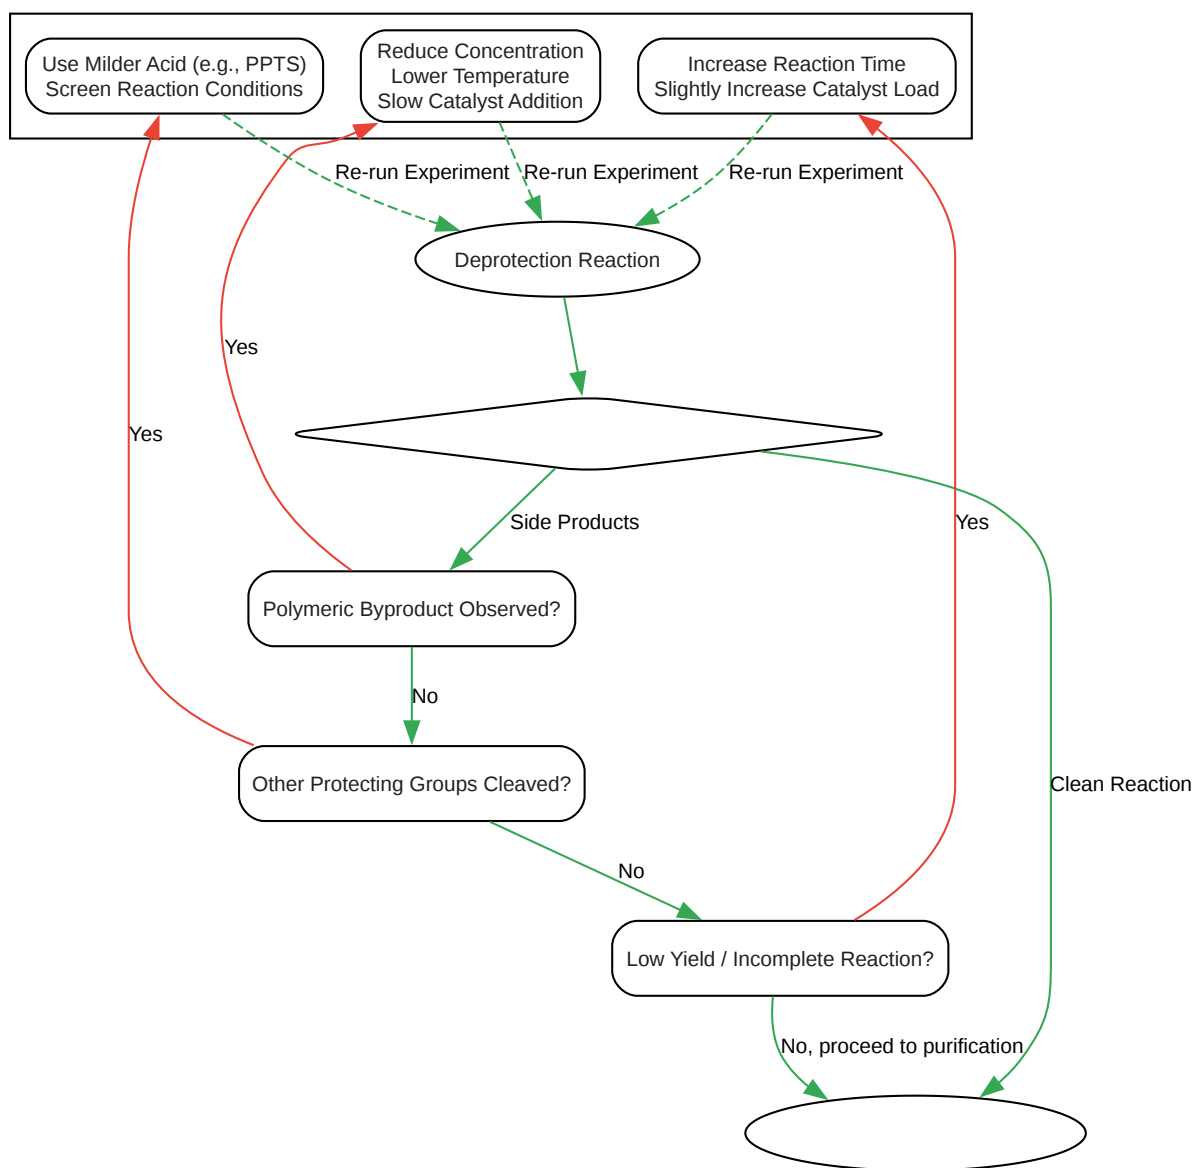 Use Milder Acid (e.g., PPTS)
Screen Reaction Conditions
Reduce Concentration
Lower Temperature
Slow Catalyst Addition
Increase Reaction Time
Slightly Increase Catalyst Load
Re-run Experiment
Re-run Experiment
Re-run Experiment
Deprotection Reaction
Yes
Yes
Side Products
Yes
Polymeric Byproduct Observed?
No
Other Protecting Groups Cleaved?
Clean Reaction
No
Low Yield / Incomplete Reaction?
No, proceed to purification